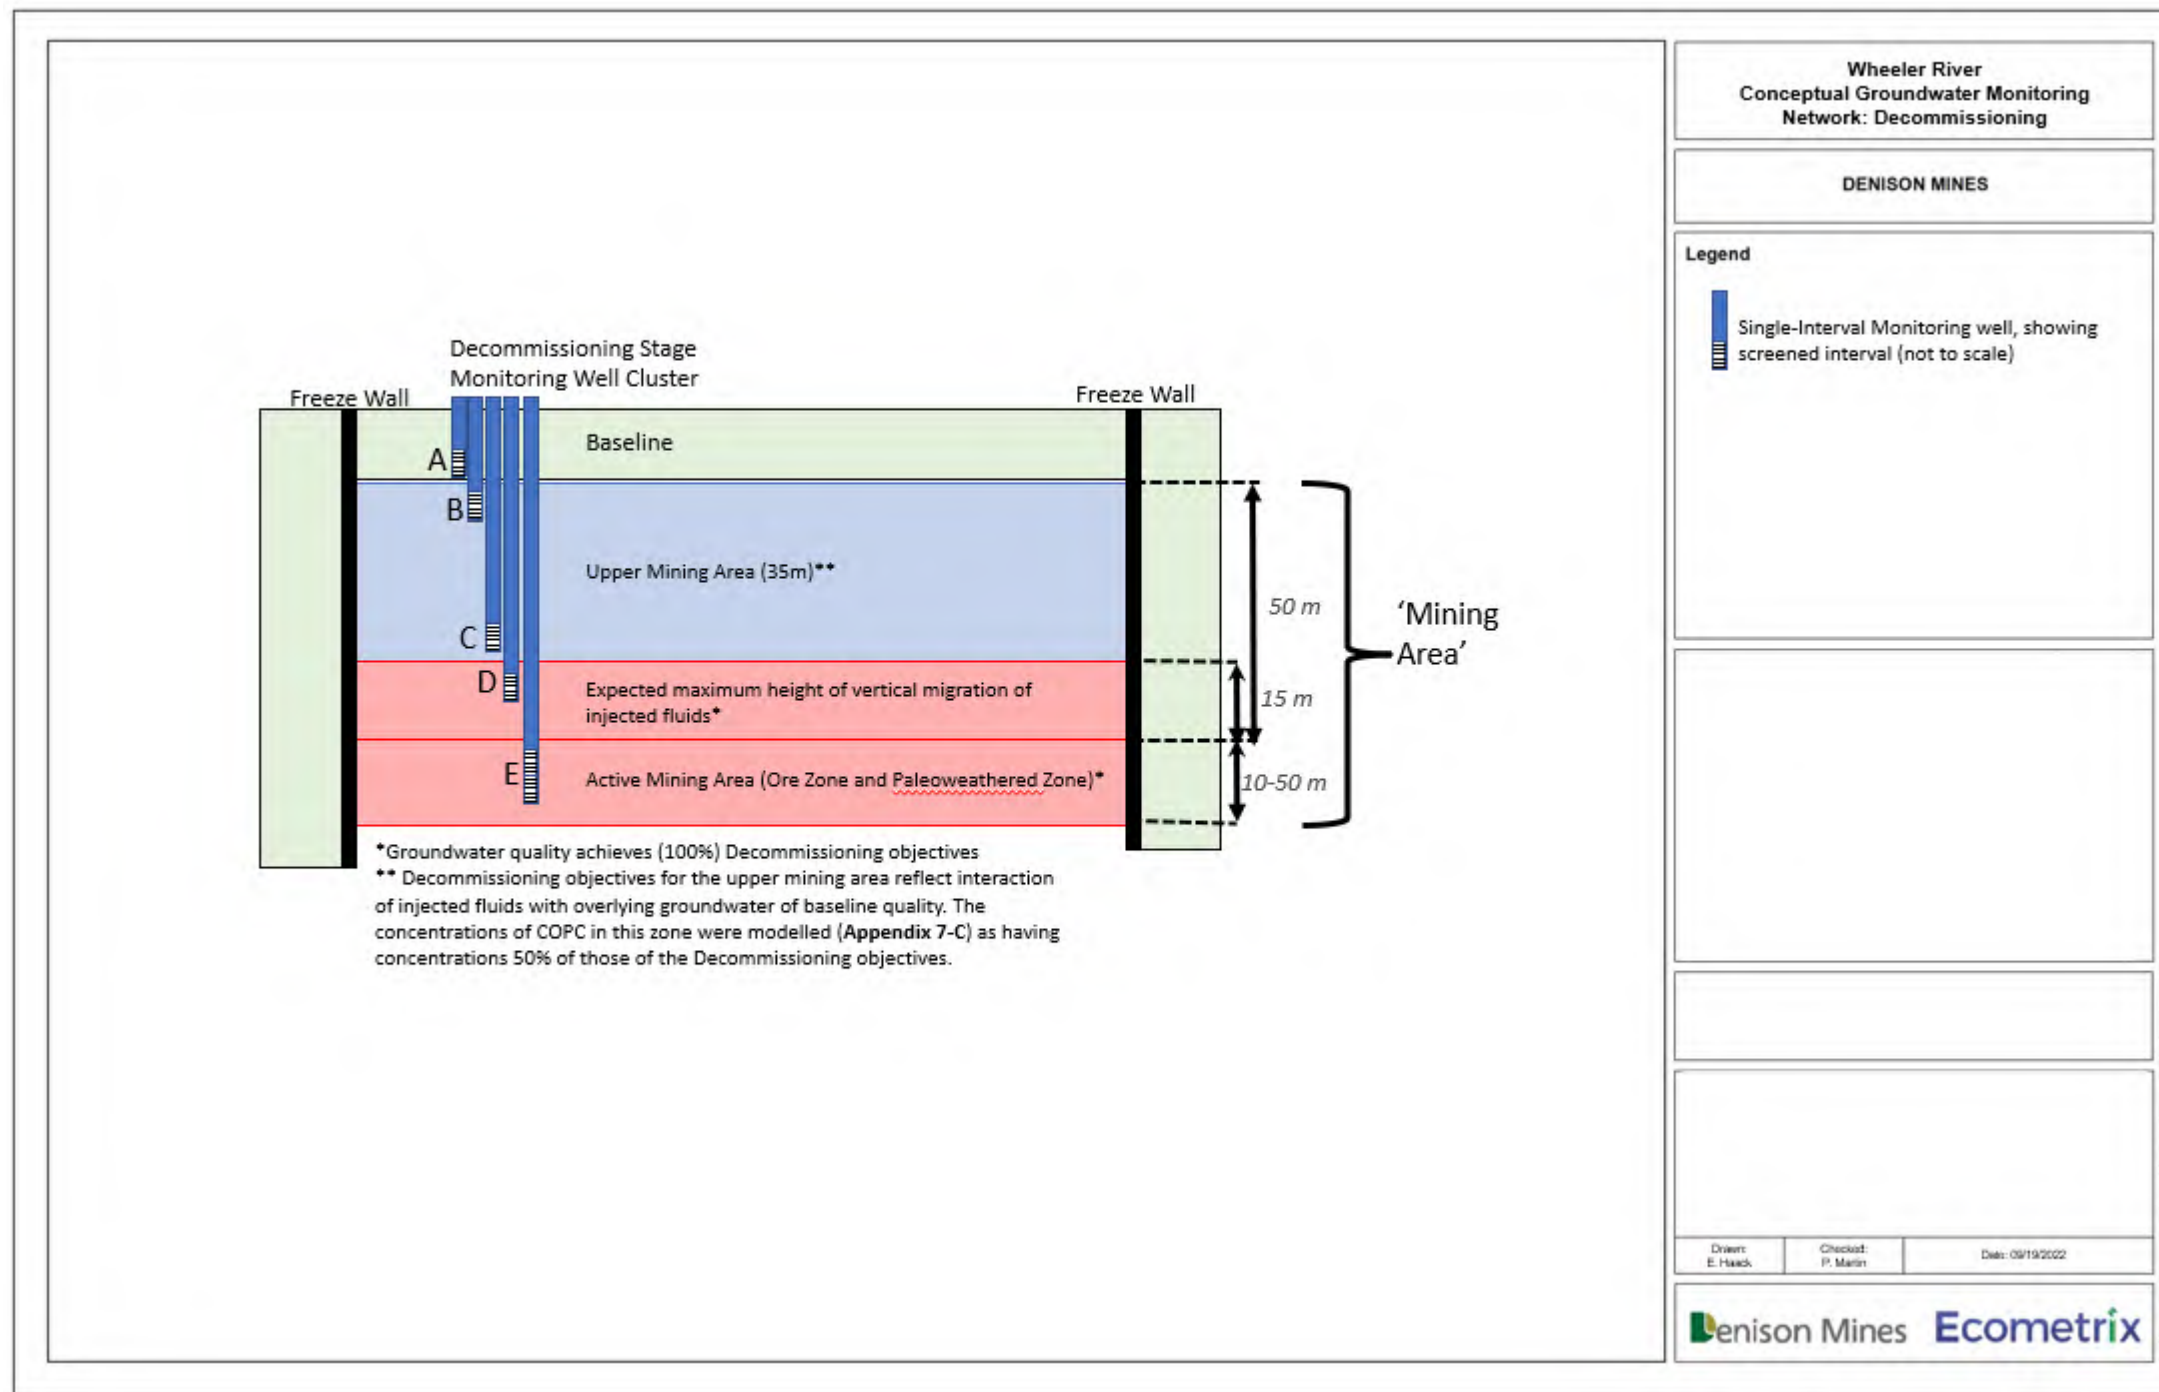 Wheeler River
Conceptual Groundwater Monitoring
Network: Decommissioning
DENISON MINES
Legend
Single-Interval Monitoring well, showing
screened interval (not to scale)
Decommissioning Stage
Monitoring Well Cluster
Freeze Wall
Freeze Wall
A
Baseline
B
Upper Mining Area (35m)**
C
D
Expected maximum height of vertical migration of
injected fluids*
E
Active Mining Area (Ore Zone and Paleoweathered Zone)*
50 m
15 m
10-50 m
‘Mining
Area’
*Groundwater quality achieves (100%) Decommissioning objectives
** Decommissioning objectives for the upper mining area reflect interaction
of injected fluids with overlying groundwater of baseline quality. The
concentrations of COPC in this zone were modelled (Appendix 7-C) as having
concentrations 50% of those of the Decommissioning objectives.
Drawn:
E. Haack
Checked:
P. Martin
Date: 09/19/2022
Denison Mines
Ecometrix